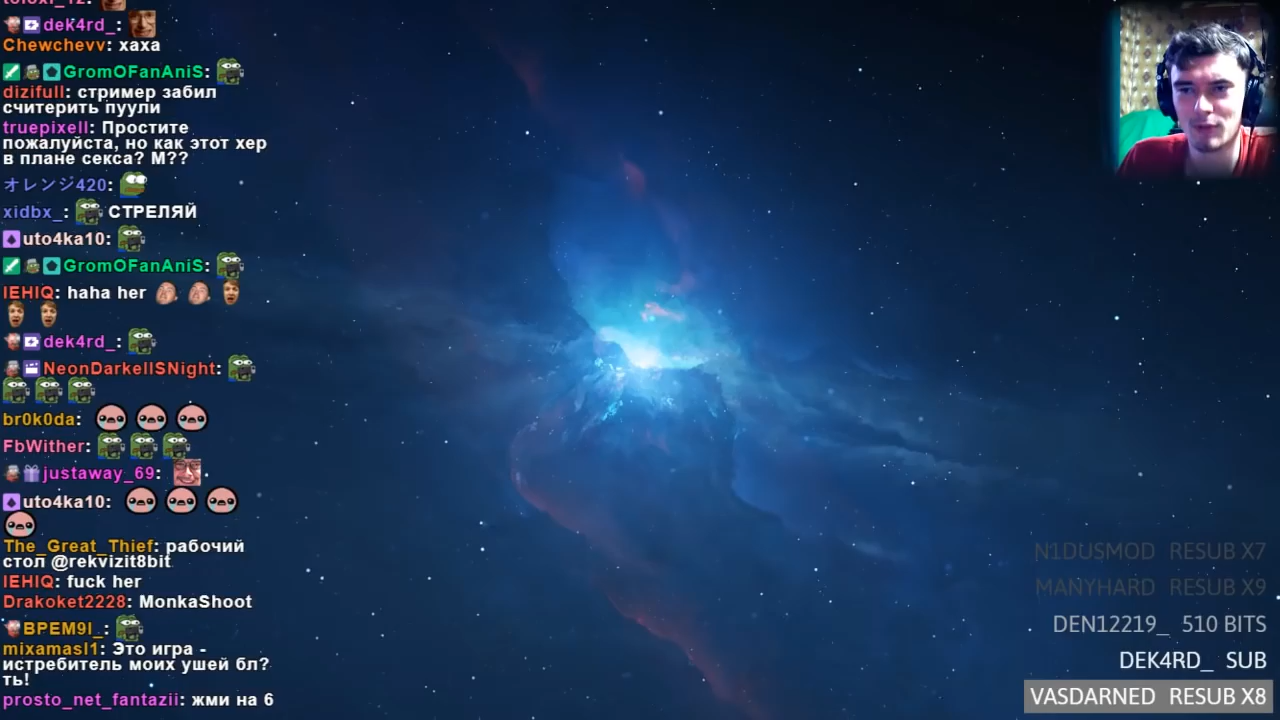 dek4rd_:
Chewchevv: хаха
GromOFanAniS:
dizifull: стример забил
считерить пуули
truepixell: Простите
пожалуйста, но как этот хер
в плане секса? М??
オレンジ420:
xidbx_: СТРЕЛЯЙ
uto4ka10:
GromOFanAniS:
IEHIQ: haha her
dek4rd_:
NeonDarkellSNight:
br0k0da:
FbWither:
justaway_69: .
uto4ka10:
The_Great_Thief: рабочий
стол @rekvizit8bit
IEHIQ: fuck her
Drakoket2228: MonkaShoot
BPEM9I_:
mixamasl1: Это игра -
истребитель моих ушей бл?
ть!
prosto_net_fantazii: жми на 6
N1DUSMOD RESUB X7
MANYHARD RESUB X9
DEN12219_ 510 BITS
DEK4RD_ SUB
VASDARNED RESUB X8